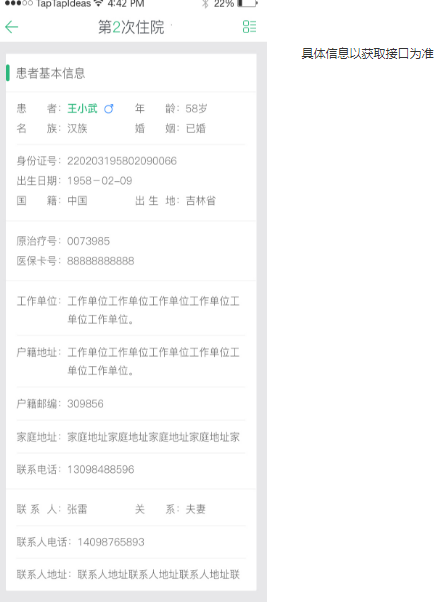 TapTapIdeas 4:42 PM 22%
第2次住院
具体信息以获取接口为准
患者基本信息
患 者：王小武 年 龄：58岁
名 族：汉族 婚 姻：已婚
身份证号：220203195802090066
出生日期：1958-02-09
国 籍：中国 出 生 地：吉林省
原治疗号：0073985
医保卡号：88888888888
工作单位：工作单位工作单位工作单位工作单位工
单位工作单位。
户籍地址：工作单位工作单位工作单位工作单位工
单位工作单位。
户籍邮编：309856
家庭地址：家庭地址家庭地址家庭地址家庭地址家
联系电话：13098488596
联 系 人：张雷 关 系：夫妻
联系人电话：14098765893
联系人地址：联系人地址联系人地址联系人地址联